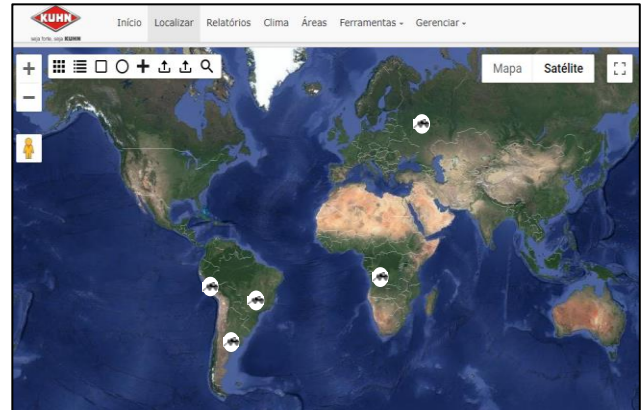 KUHN
seja forte, seja KUHN
Início Localizar Relatórios Clima Áreas Ferramentas Gerenciar
Mapa Satélite